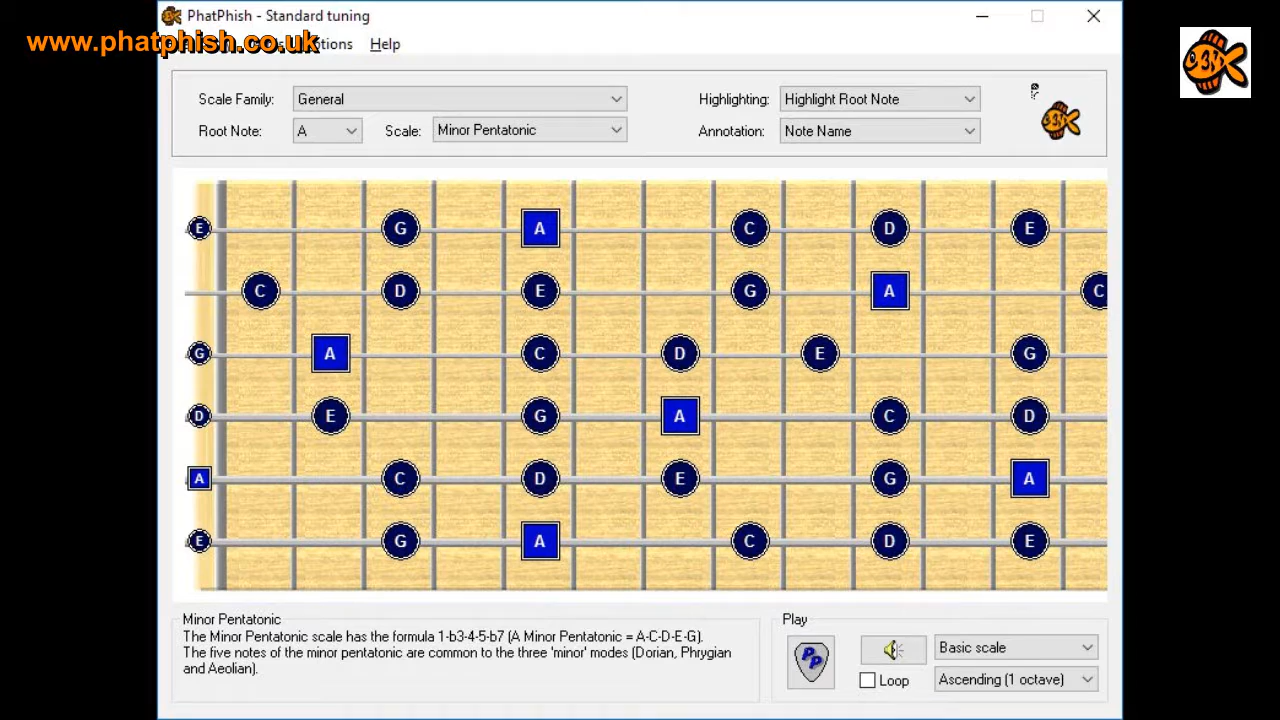 PhatPhish - Standard tuning
www.phatphish.co.uk
ptions Help
Scale Family: General Highlighting: Highlight Root Note
Root Note: A Scale: Minor Pentatonic Annotation: Note Name
E G A C D E
C D E G A C
G A C D E G
D E G A C D
A C D E G A
E G A C D E
Minor Pentatonic
The Minor Pentatonic scale has the formula 1-b3-4-5-b7 (A Minor Pentatonic = A-C-D-E-G).
The five notes of the minor pentatonic are common to the three 'minor' modes (Dorian, Phrygian
and Aeolian).
Play
PP
Basic scale
Loop Ascending (1 octave)